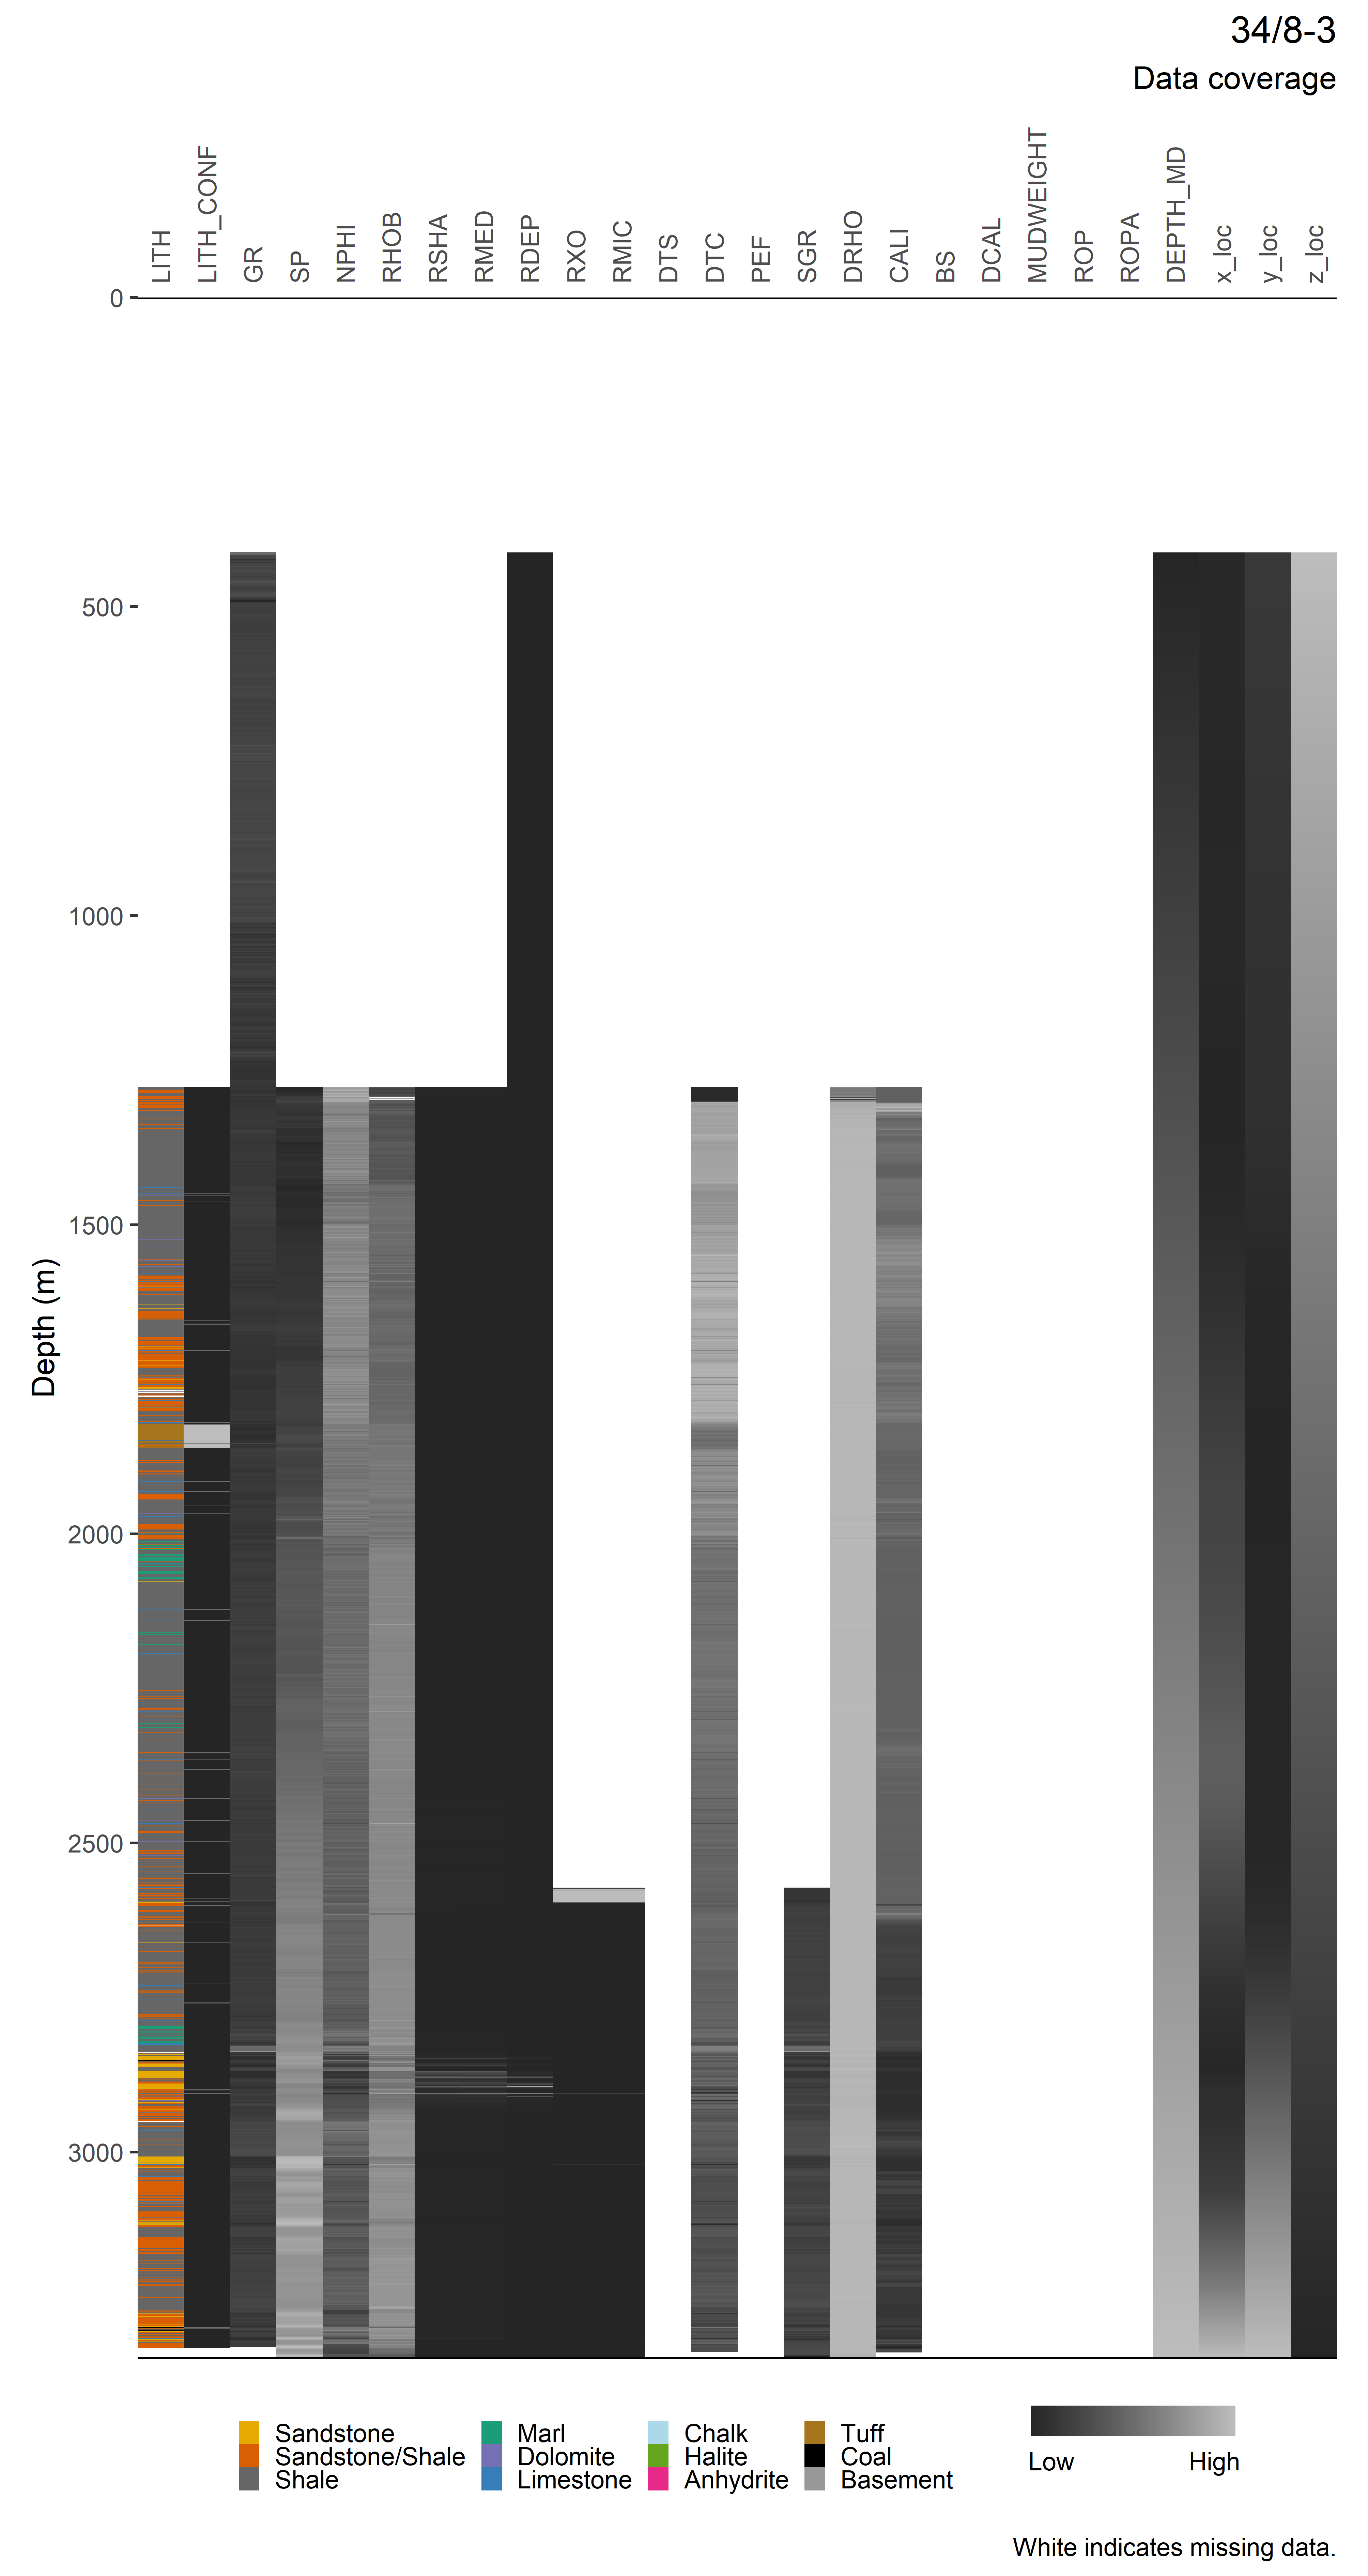 34/8-3
Data coverage
LITH
LITH_CONF
GR
SP
NPHI
RHOB
RSHA
RMED
RDEP
RXO
RMIC
DTS
DTC
PEF
SGR
DRHO
CALI
BS
DCAL
MUDWEIGHT
ROP
ROPA
DEPTH_MD
x_loc
y_loc
z_loc
0
500
1000
1500
2000
2500
3000
Depth (m)
Sandstone
Sandstone/Shale
Shale
Marl
Dolomite
Limestone
Chalk
Halite
Anhydrite
Tuff
Coal
Basement
Low
High
White indicates missing data.